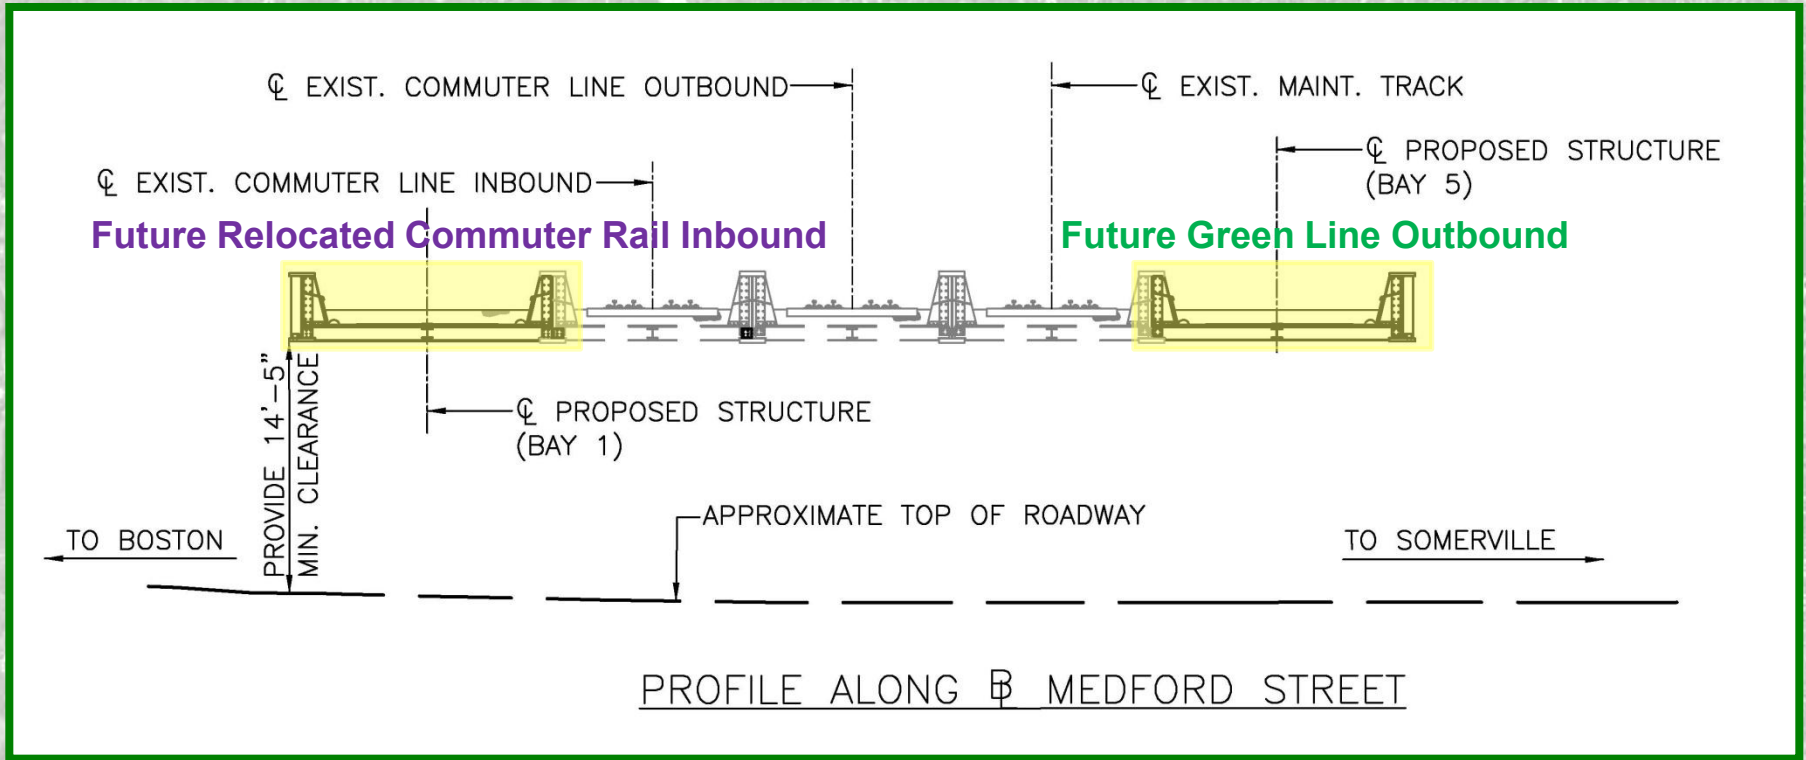 ℄ EXIST. COMMUTER LINE OUTBOUND
℄ EXIST. MAINT. TRACK
℄ PROPOSED STRUCTURE
(BAY 5)
℄ EXIST. COMMUTER LINE INBOUND
Future Relocated Commuter Rail Inbound
Future Green Line Outbound
PROVIDE 14'-5"
MIN. CLEARANCE
℄ PROPOSED STRUCTURE
(BAY 1)
APPROXIMATE TOP OF ROADWAY
TO BOSTON
TO SOMERVILLE
PROFILE ALONG BL MEDFORD STREET